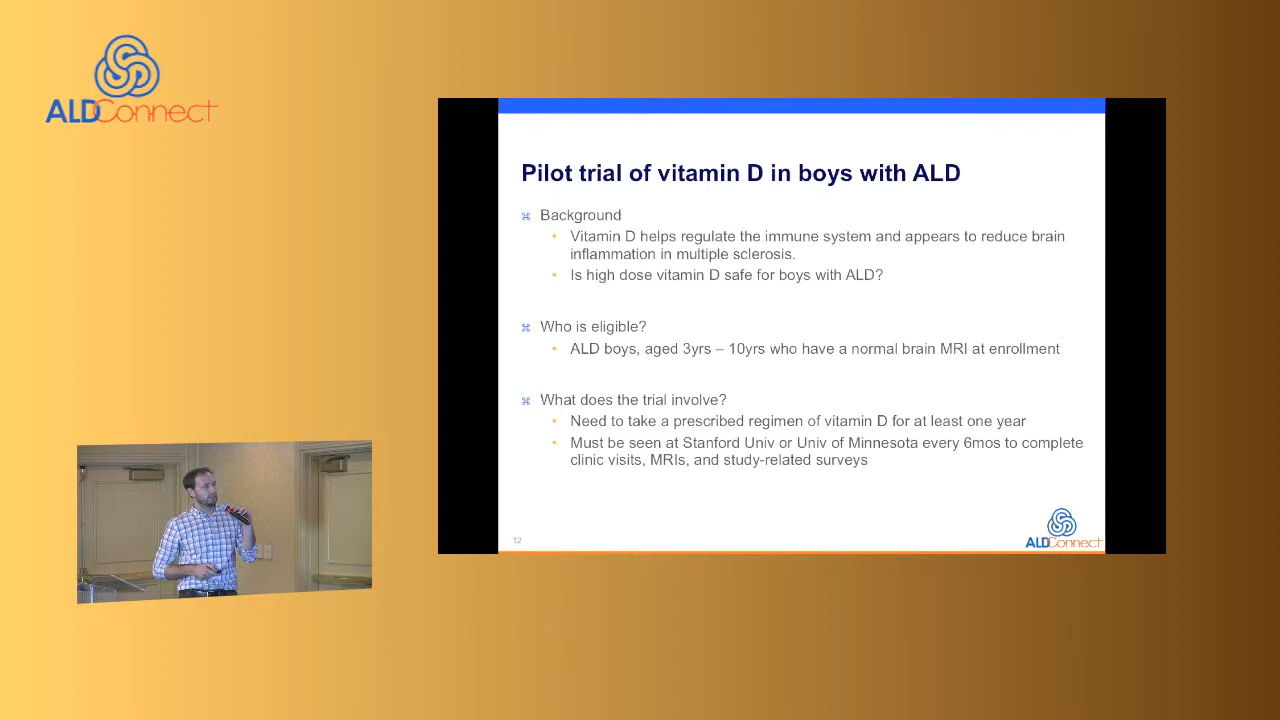 ALDConnect
Pilot trial of vitamin D in boys with ALD
⌘ Background
• Vitamin D helps regulate the immune system and appears to reduce brain
inflammation in multiple sclerosis.
• Is high dose vitamin D safe for boys with ALD?
⌘ Who is eligible?
• ALD boys, aged 3yrs – 10yrs who have a normal brain MRI at enrollment
⌘ What does the trial involve?
• Need to take a prescribed regimen of vitamin D for at least one year
• Must be seen at Stanford Univ or Univ of Minnesota every 6mos to complete
clinic visits, MRIs, and study-related surveys
12
ALDConnect